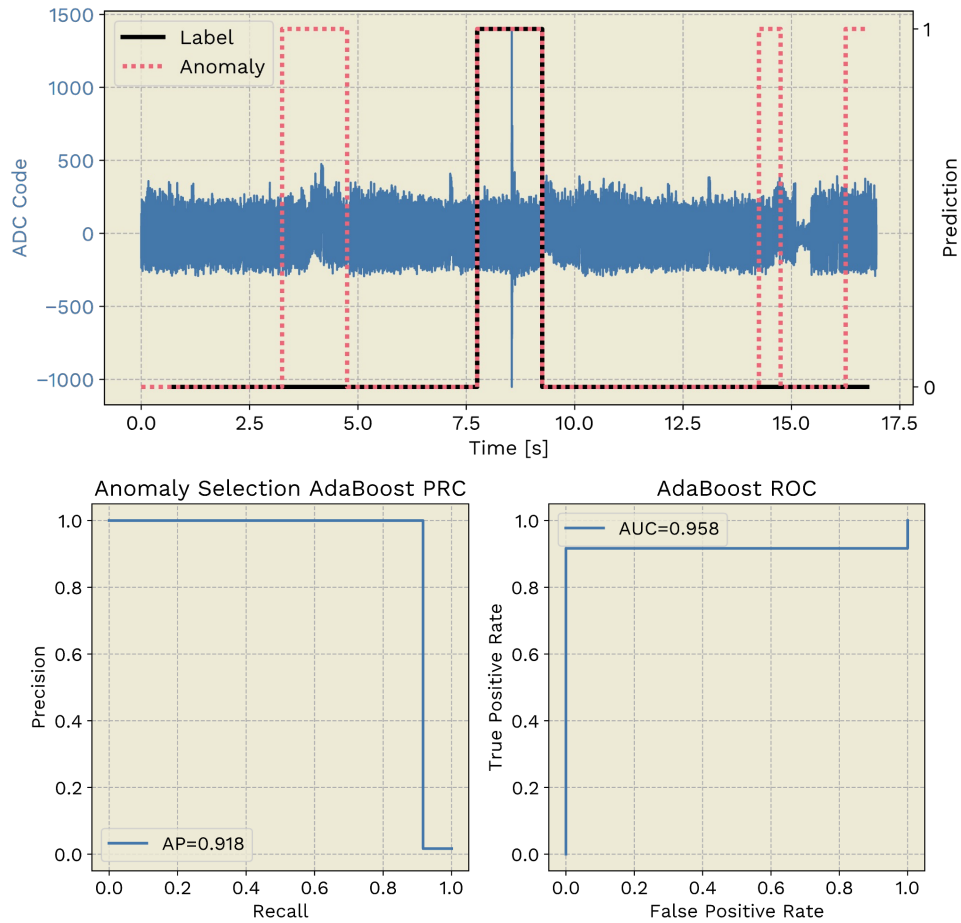 1500
1000
500
0
−500
−1000
ADC Code
Label
Anomaly
1
0
Prediction
0.0 2.5 5.0 7.5 10.0 12.5 15.0 17.5
Time [s]
Anomaly Selection AdaBoost PRC
1.0
0.8
0.6
0.4
0.2
0.0
Precision
AP=0.918
0.0 0.2 0.4 0.6 0.8 1.0
Recall
AdaBoost ROC
1.0
0.8
0.6
0.4
0.2
0.0
True Positive Rate
AUC=0.958
0.0 0.2 0.4 0.6 0.8 1.0
False Positive Rate